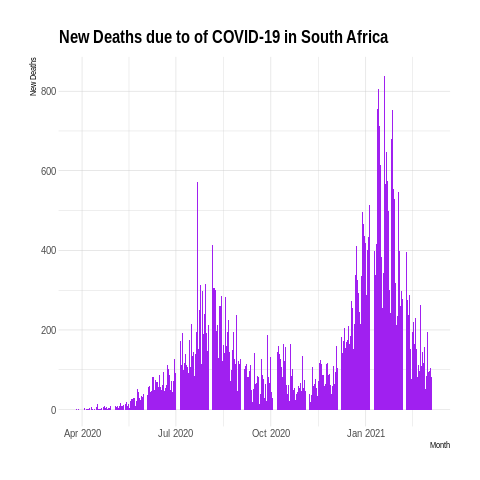 New Deaths due to of COVID-19 in South Africa
New Deaths
800
600
400
200
0
Apr 2020 Jul 2020 Oct 2020 Jan 2021
Month